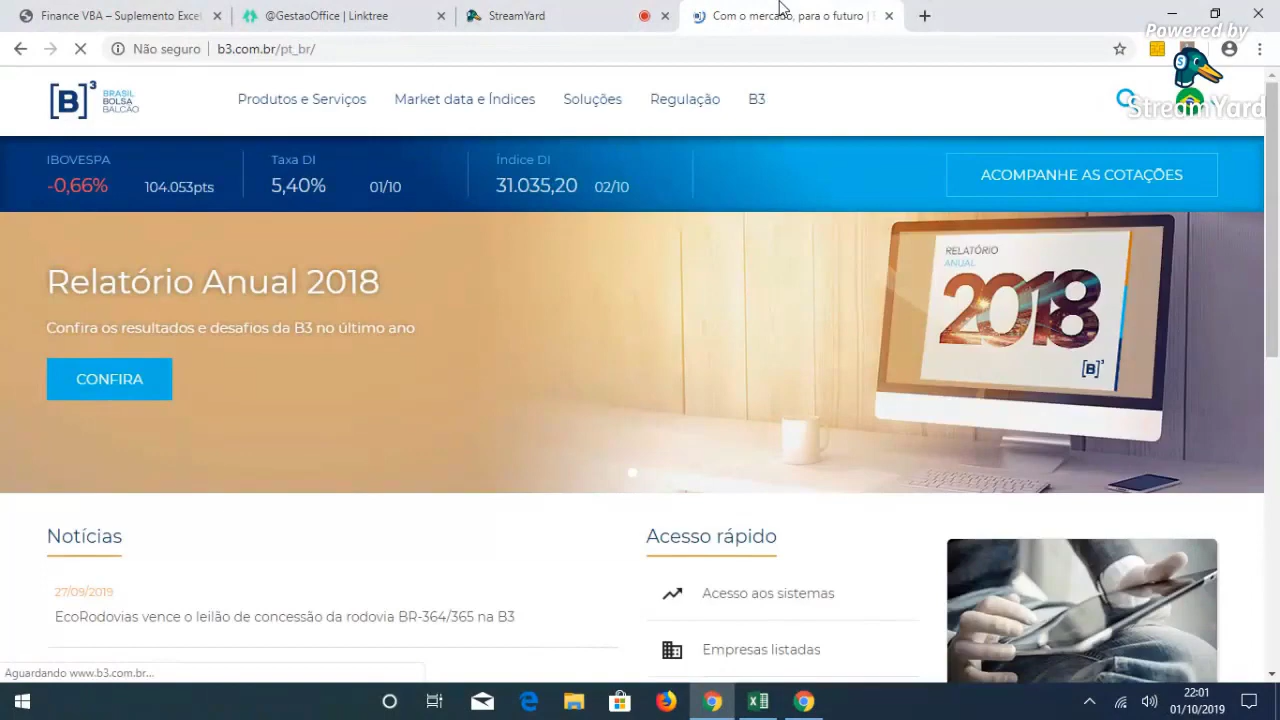 Finance VBA – Suplemento Excel
@GestaoOffice | Linktree
StreamYard
Com o mercado, para o futuro |
Não seguro
b3.com.br/pt_br/
Powered by
StreamYard
[B]³ BRASIL
BOLSA
BALCÃO
Produtos e Serviços
Market data e Índices
Soluções
Regulação
B3
IBOVESPA
-0,66% 104.053pts
Taxa DI
5,40% 01/10
Índice DI
31.035,20 02/10
ACOMPANHE AS COTAÇÕES
Relatório Anual 2018
Confira os resultados e desafios da B3 no último ano
CONFIRA
RELATÓRIO
ANUAL
2018
[B]³
Notícias
27/09/2019
EcoRodovias vence o leilão de concessão da rodovia BR-364/365 na B3
Acesso rápido
Acesso aos sistemas
Empresas listadas
Aguardando www.b3.com.br...
22:01
01/10/2019